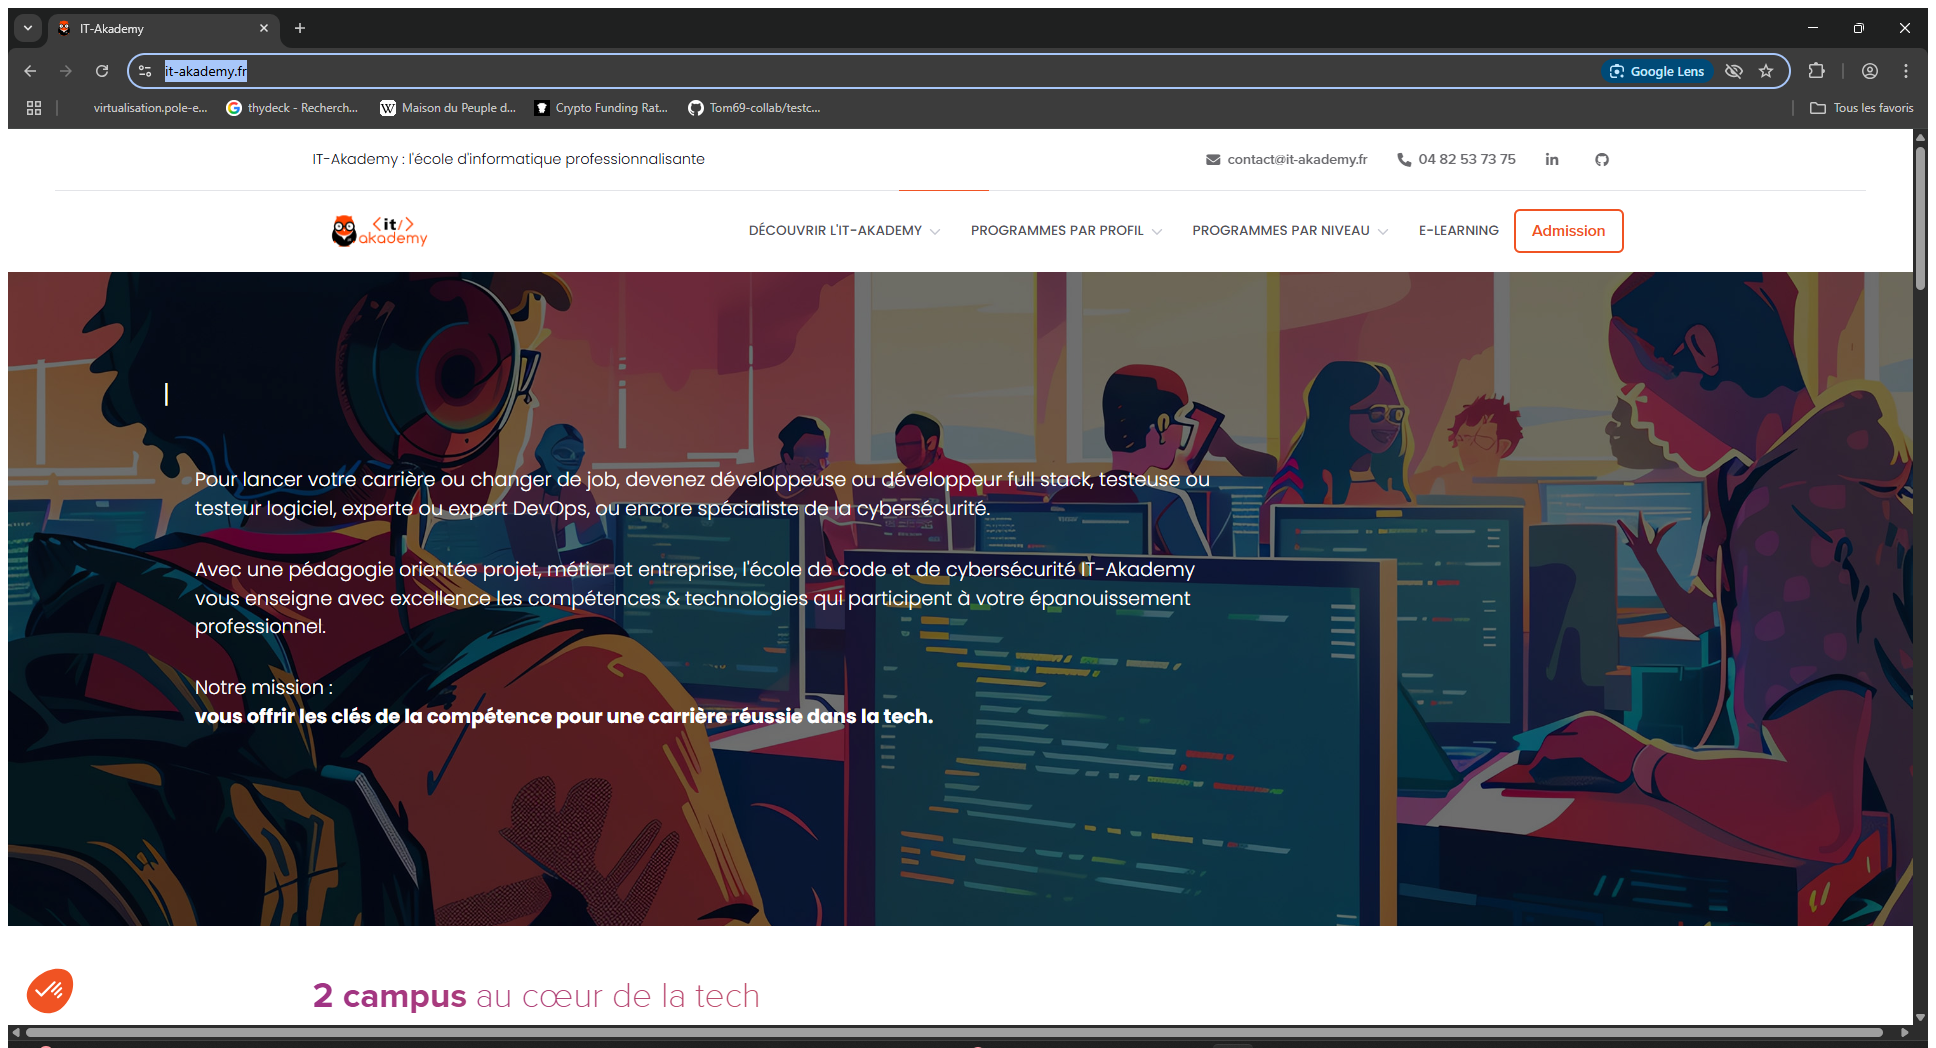 IT-Akademy
it-akademy.fr
Google Lens
virtualisation.pole-e...
thydeck - Recherch...
Maison du Peuple d...
Crypto Funding Rat...
Tom69-collab/testc...
Tous les favoris
IT-Akademy : l'école d'informatique professionnalisante
contact@it-akademy.fr
04 82 53 73 75
<it/>
akademy
DÉCOUVRIR L'IT-AKADEMY
PROGRAMMES PAR PROFIL
PROGRAMMES PAR NIVEAU
E-LEARNING
Admission
Pour lancer votre carrière ou changer de job, devenez développeuse ou développeur full stack, testeuse ou
testeur logiciel, experte ou expert DevOps, ou encore spécialiste de la cybersécurité.
Avec une pédagogie orientée projet, métier et entreprise, l'école de code et de cybersécurité IT-Akademy
vous enseigne avec excellence les compétences & technologies qui participent à votre épanouissement
professionnel.
Notre mission :
vous offrir les clés de la compétence pour une carrière réussie dans la tech.
2 campus au cœur de la tech